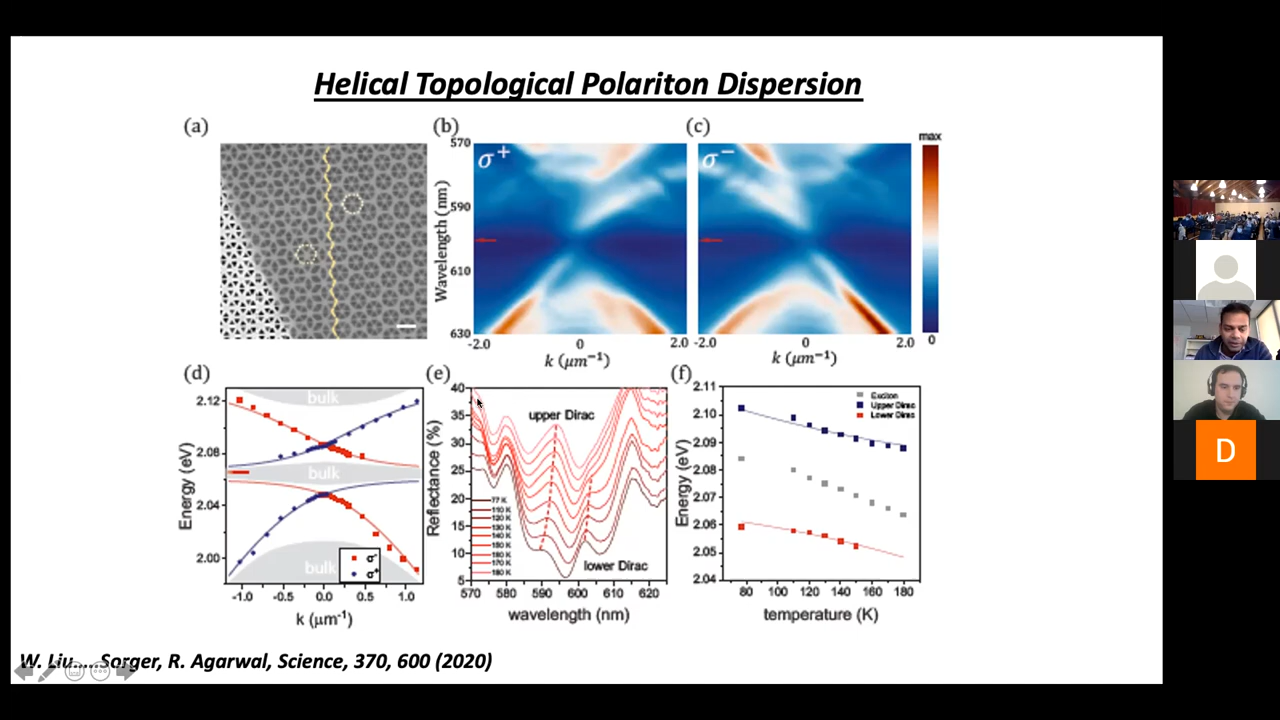 Helical Topological Polariton Dispersion
(a)
(b)
(c)
max
570
590
610
630
Wavelength (nm)
σ+
σ−
-2.0
0
2.0
k (μm⁻¹)
-2.0
0
2.0
k (μm⁻¹)
0
(d)
(e)
(f)
2.12
2.08
2.04
2.00
Energy (eV)
bulk
bulk
bulk
σ-
σ+
-1.0
-0.5
0.0
0.5
1.0
k (μm-1)
40
35
30
25
20
15
10
5
Reflectance (%)
upper Dirac
lower Dirac
77 K
110 K
120 K
130 K
140 K
150 K
160 K
170 K
180 K
570
580
590
600
610
620
wavelength (nm)
2.11
2.10
2.09
2.08
2.07
2.06
2.05
2.04
Energy (eV)
Exciton
Upper Dirac
Lower Dirac
80
100
120
140
160
180
temperature (K)
W. Liu....Sorger, R. Agarwal, Science, 370, 600 (2020)
D